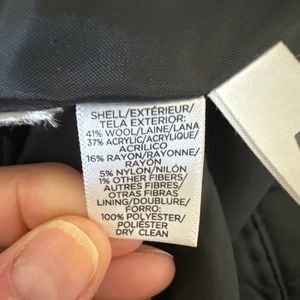 SHELL/EXTÉRIEUR/
TELA EXTERIOR:
41% WOOL/LAINE/LANA
37% ACRYLIC/ACRYLIQUE/
ACRÍLICO
16% RAYON/RAYONNE/
RAYÓN
5% NYLON/NILÓN
1% OTHER FIBERS
AUTRES FIBRES/
OTRAS FIBRAS
LINING/DOUBLURE/
FORRO:
100% POLYESTER/
POLIÉSTER
DRY CLEAN